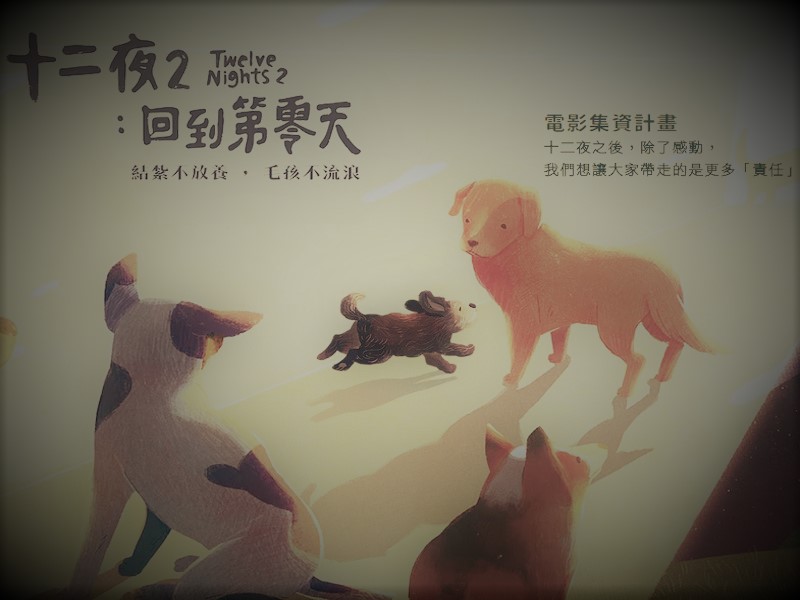 十二夜2 Twelve Nights 2
：回到第零天
結紮不放養，毛孩不流浪
電影集資計畫
十二夜之後，除了感動，
我們想讓大家帶走的是更多「責任」